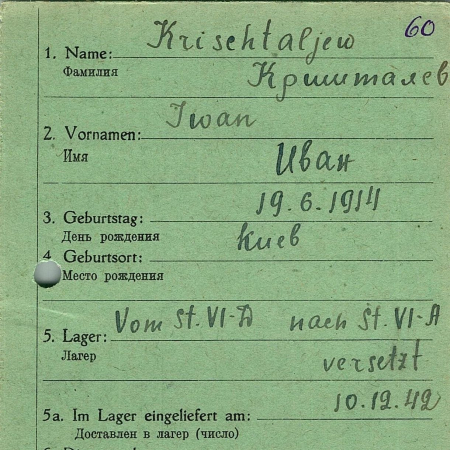 60
1. Name: Krischtaljew
Фамилия Кришталев
2. Vornamen: Iwan
Имя Иван
3. Geburtstag: 19.6.1914
День рождения
4. Geburtsort: Киев
Место рождения
5. Lager: Vom St. VI-D nach St. VI-A
Лагер versetzt
5a. Im Lager eingeliefert am: 10.12.42
Доставлен в лагер (число)